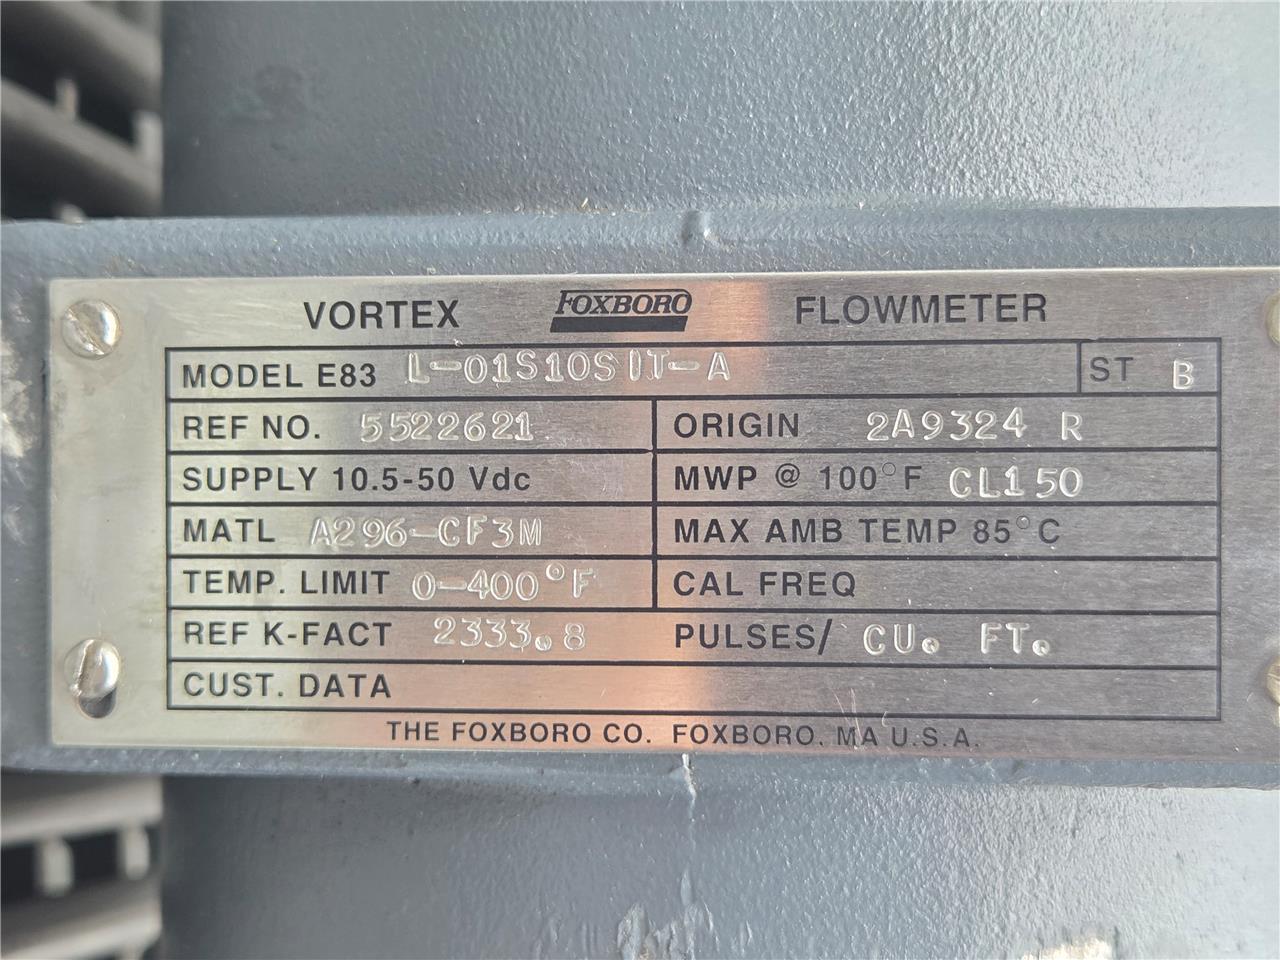 VORTEX FOXBORO FLOWMETER
MODEL E83 L-01S10S1T-A ST B
REF NO. 5522621 ORIGIN 2A9324 R
SUPPLY 10.5-50 Vdc MWP @ 100°F CL150
MATL A296-CF3M MAX AMB TEMP 85°C
TEMP. LIMIT 0-400°F CAL FREQ
REF K-FACT 2333.8 PULSES/ CU. FT.
CUST. DATA
THE FOXBORO CO. FOXBORO, MA U.S.A.